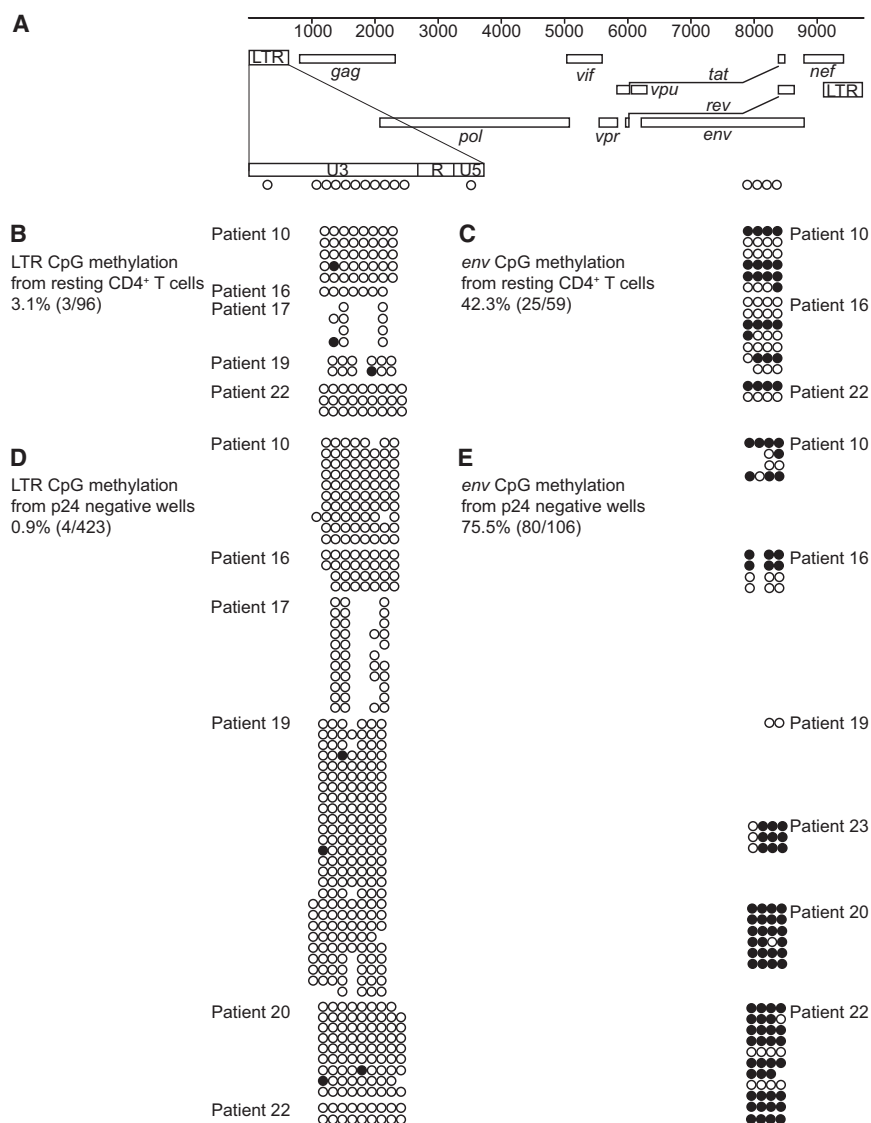 A
1000 2000 3000 4000 5000 6000 7000 8000 9000
LTR
gag
vif
tat
nef
vpu
LTR
rev
pol
vpr
env
U3 R U5
B
LTR CpG methylation
from resting CD4+ T cells
3.1% (3/96)
Patient 10
Patient 16
Patient 17
Patient 19
Patient 22
C
env CpG methylation
from resting CD4+ T cells
42.3% (25/59)
Patient 10
Patient 16
Patient 22
D
LTR CpG methylation
from p24 negative wells
0.9% (4/423)
Patient 10
Patient 16
Patient 17
Patient 19
Patient 20
Patient 22
E
env CpG methylation
from p24 negative wells
75.5% (80/106)
Patient 10
Patient 16
Patient 19
Patient 23
Patient 20
Patient 22